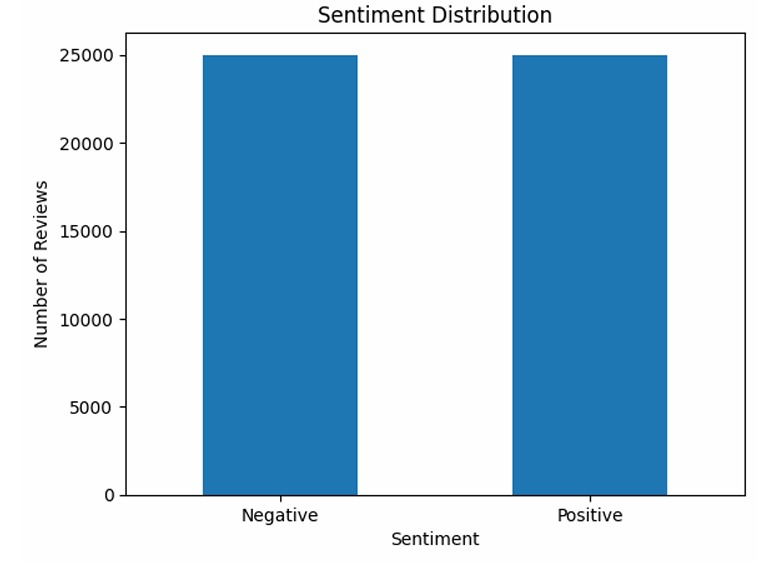 Sentiment Distribution
Number of Reviews
25000
20000
15000
10000
5000
0
Negative Positive
Sentiment